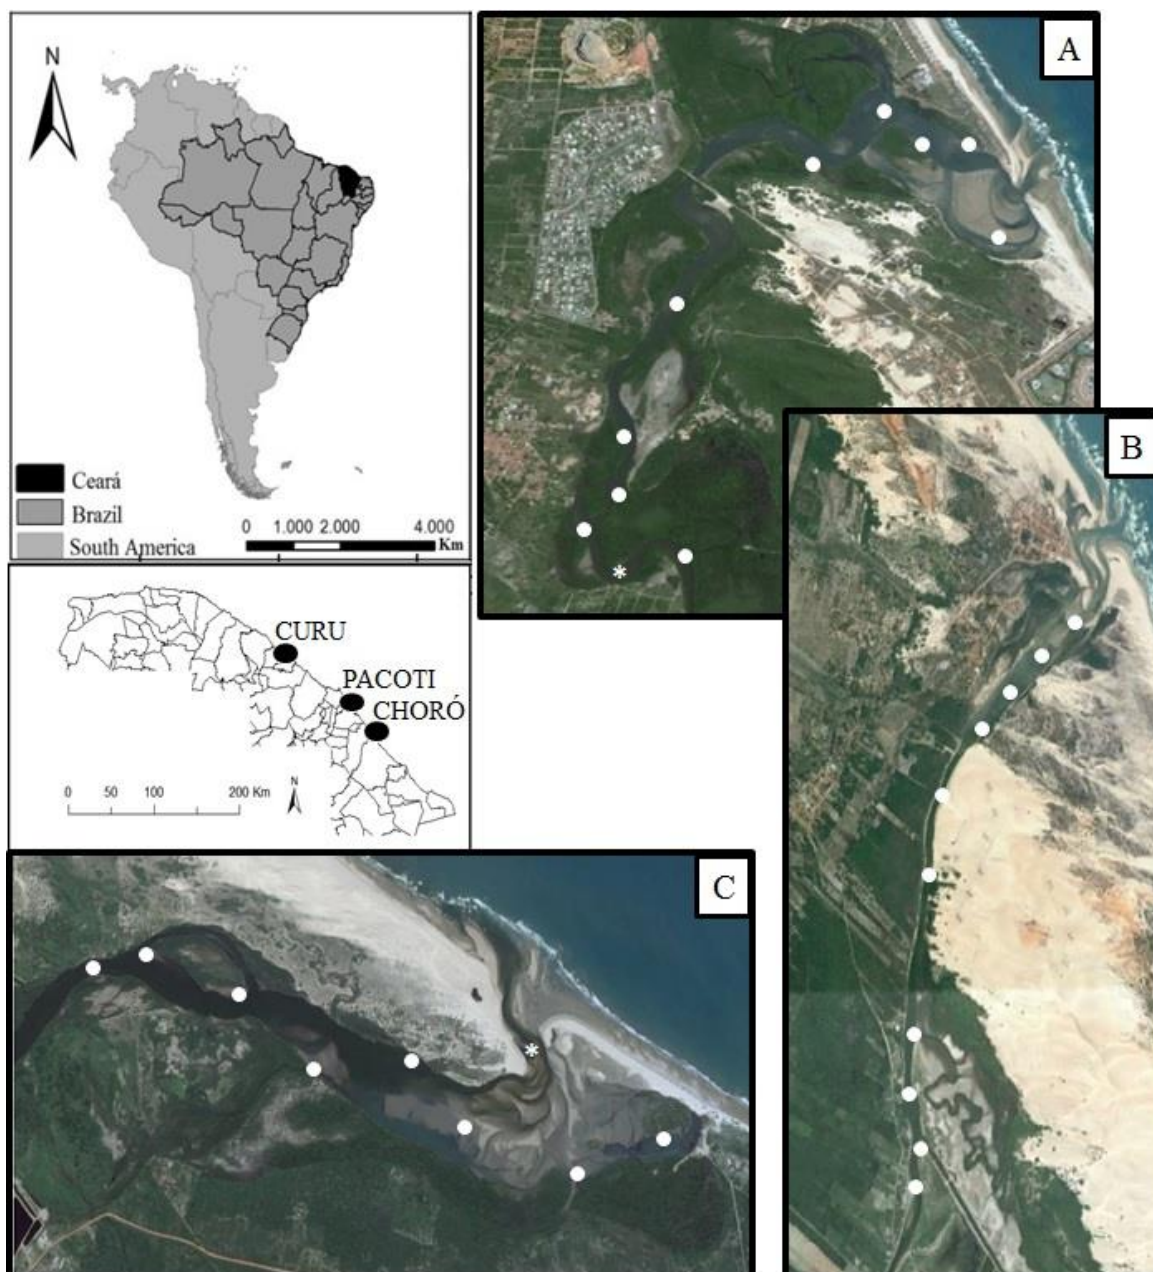 N
Ceará
Brazil
South America
0 1.000 2.000 4.000
Km
A
CURU
PACOTI
CHORÓ
N
0 50 100 200 Km
B
C
*
*